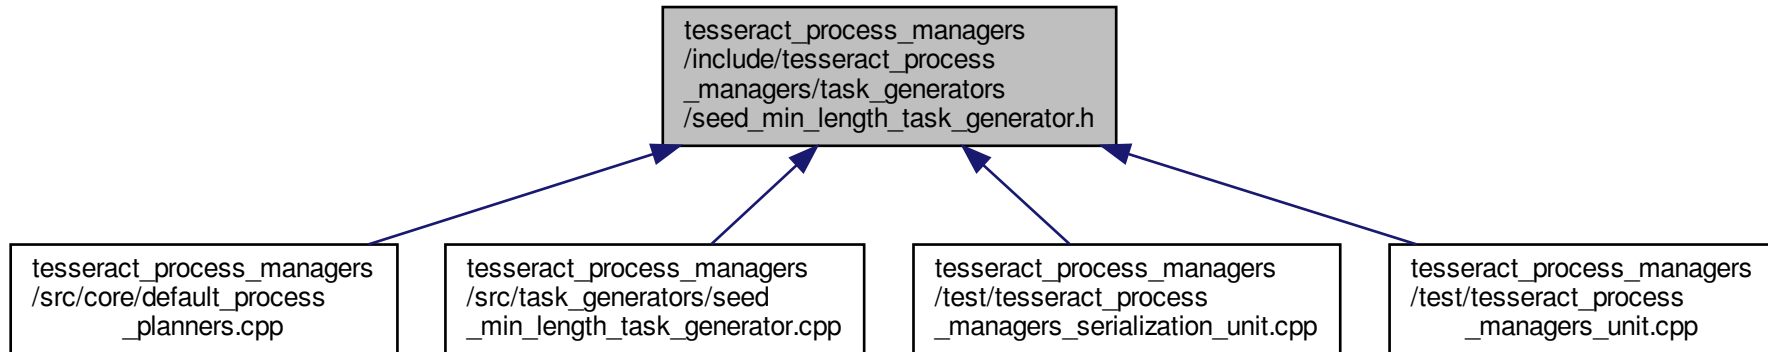 tesseract_process_managers
/include/tesseract_process
_managers/task_generators
/seed_min_length_task_generator.h
tesseract_process_managers
/src/core/default_process
_planners.cpp
tesseract_process_managers
/src/task_generators/seed
_min_length_task_generator.cpp
tesseract_process_managers
/test/tesseract_process
_managers_serialization_unit.cpp
tesseract_process_managers
/test/tesseract_process
_managers_unit.cpp